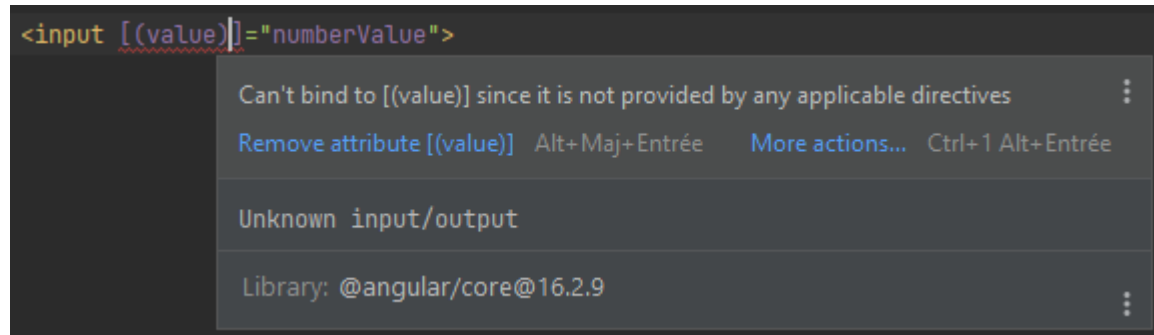 <input [(value)]="numberValue">
Can't bind to [(value)] since it is not provided by any applicable directives
Remove attribute [(value)] Alt+Maj+Entrée More actions... Ctrl+1 Alt+Entrée
Unknown input/output
Library: @angular/core@16.2.9